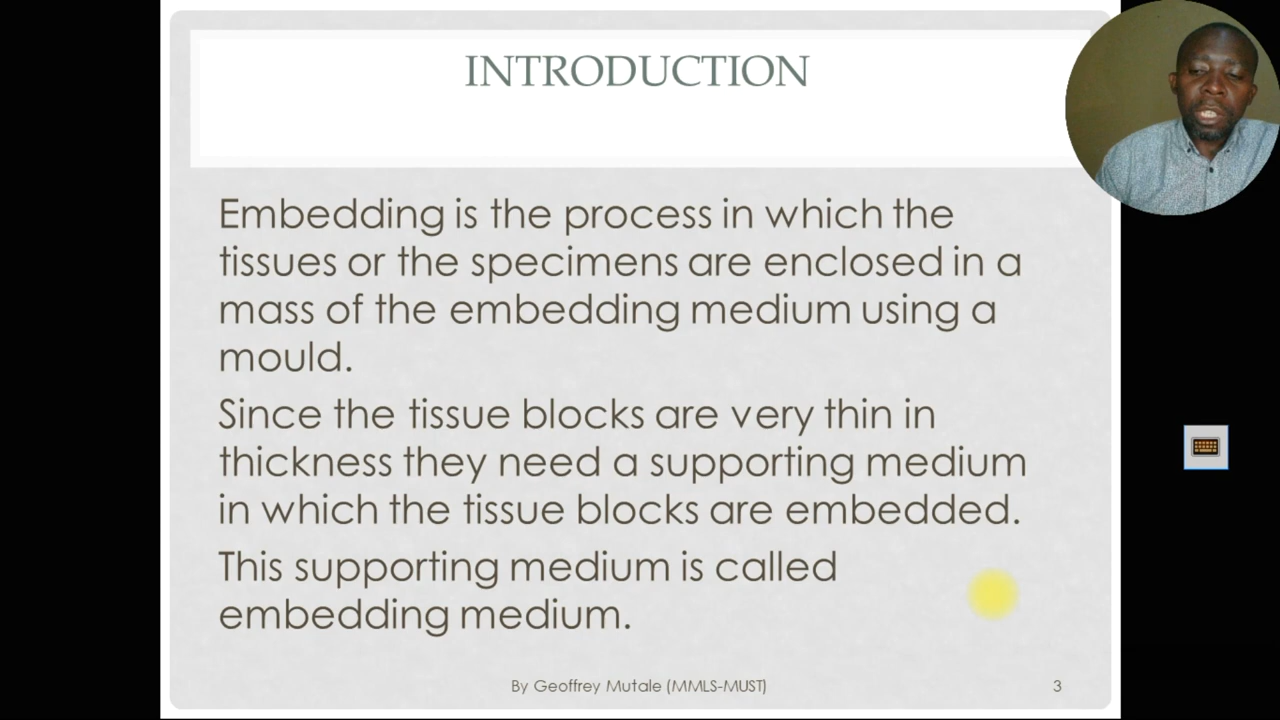 INTRODUCTION
Embedding is the process in which the
tissues or the specimens are enclosed in a
mass of the embedding medium using a
mould.
Since the tissue blocks are very thin in
thickness they need a supporting medium
in which the tissue blocks are embedded.
This supporting medium is called
embedding medium.
By Geoffrey Mutale (MMLS-MUST)
3